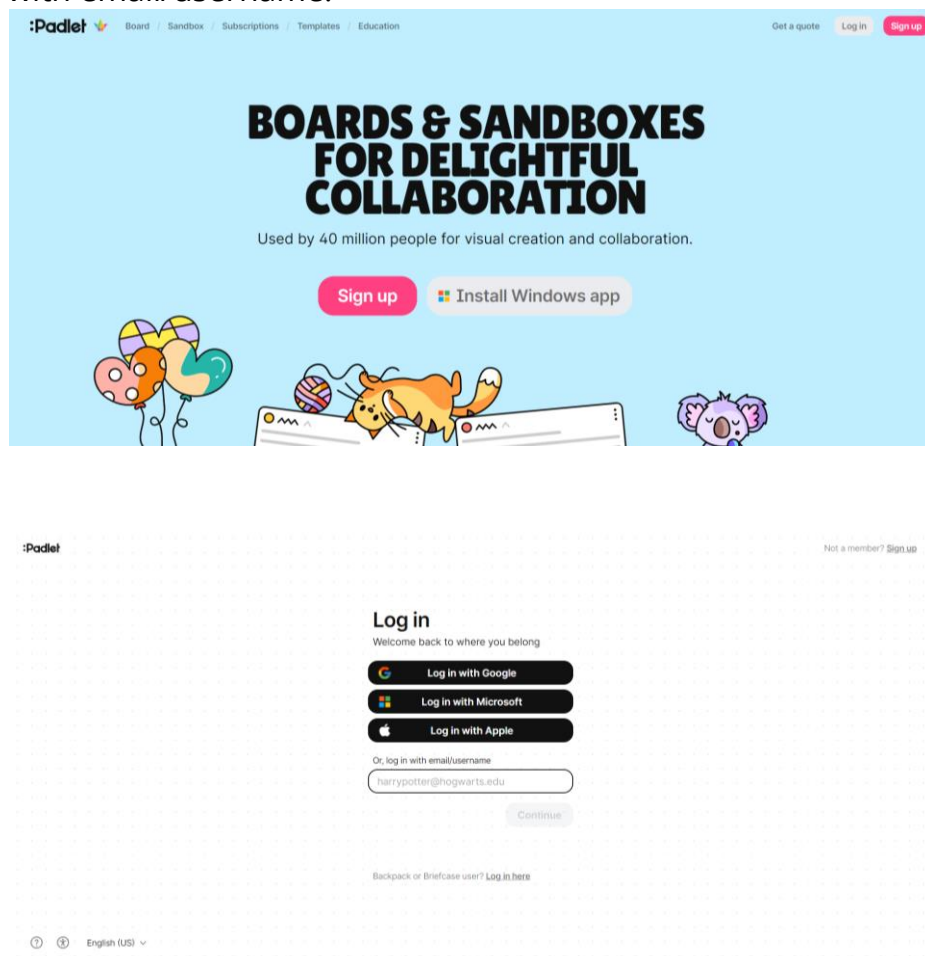 with email/username.
:Padlet Board / Sandbox / Subscriptions / Templates / Education Get a quote Log in Sign up
BOARDS & SANDBOXES
FOR DELIGHTFUL
COLLABORATION
Used by 40 million people for visual creation and collaboration.
Sign up Install Windows app
:Padlet Not a member? Sign up
Log in
Welcome back to where you belong
Log in with Google
Log in with Microsoft
Log in with Apple
Or, log in with email/username
harrypotter@hogwarts.edu
Continue
Backpack or Briefcase user? Log in here
English (US)